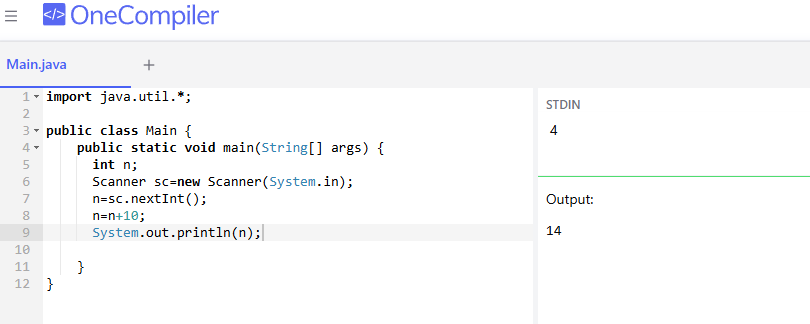 </> OneCompiler
Main.java +
1 import java.util.*;
2
3 public class Main {
4     public static void main(String[] args) {
5       int n;
6       Scanner sc=new Scanner(System.in);
7       n=sc.nextInt();
8       n=n+10;
9       System.out.println(n);
10
11     }
12 }
STDIN
4
Output:
14